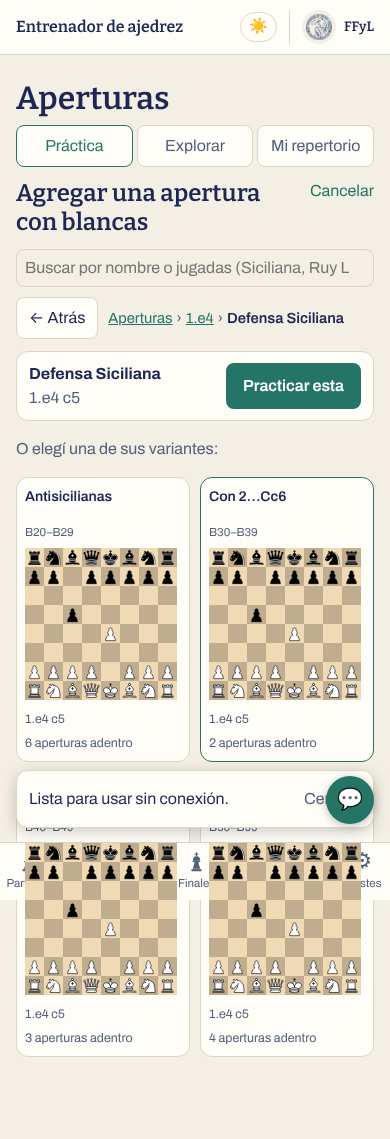 Entrenador de ajedrez
FFyL
Aperturas
Práctica
Explorar
Mi repertorio
Agregar una apertura con blancas
Cancelar
Buscar por nombre o jugadas (Siciliana, Ruy L
← Atrás
Aperturas › 1.e4 › Defensa Siciliana
Defensa Siciliana
1.e4 c5
Practicar esta
O elegí una de sus variantes:
Antisicilianas
B20–B29
1.e4 c5
6 aperturas adentro
Con 2...Cc6
B30–B39
1.e4 c5
2 aperturas adentro
Lista para usar sin conexión.
B40–B49
B50–B99
1.e4 c5
3 aperturas adentro
1.e4 c5
4 aperturas adentro